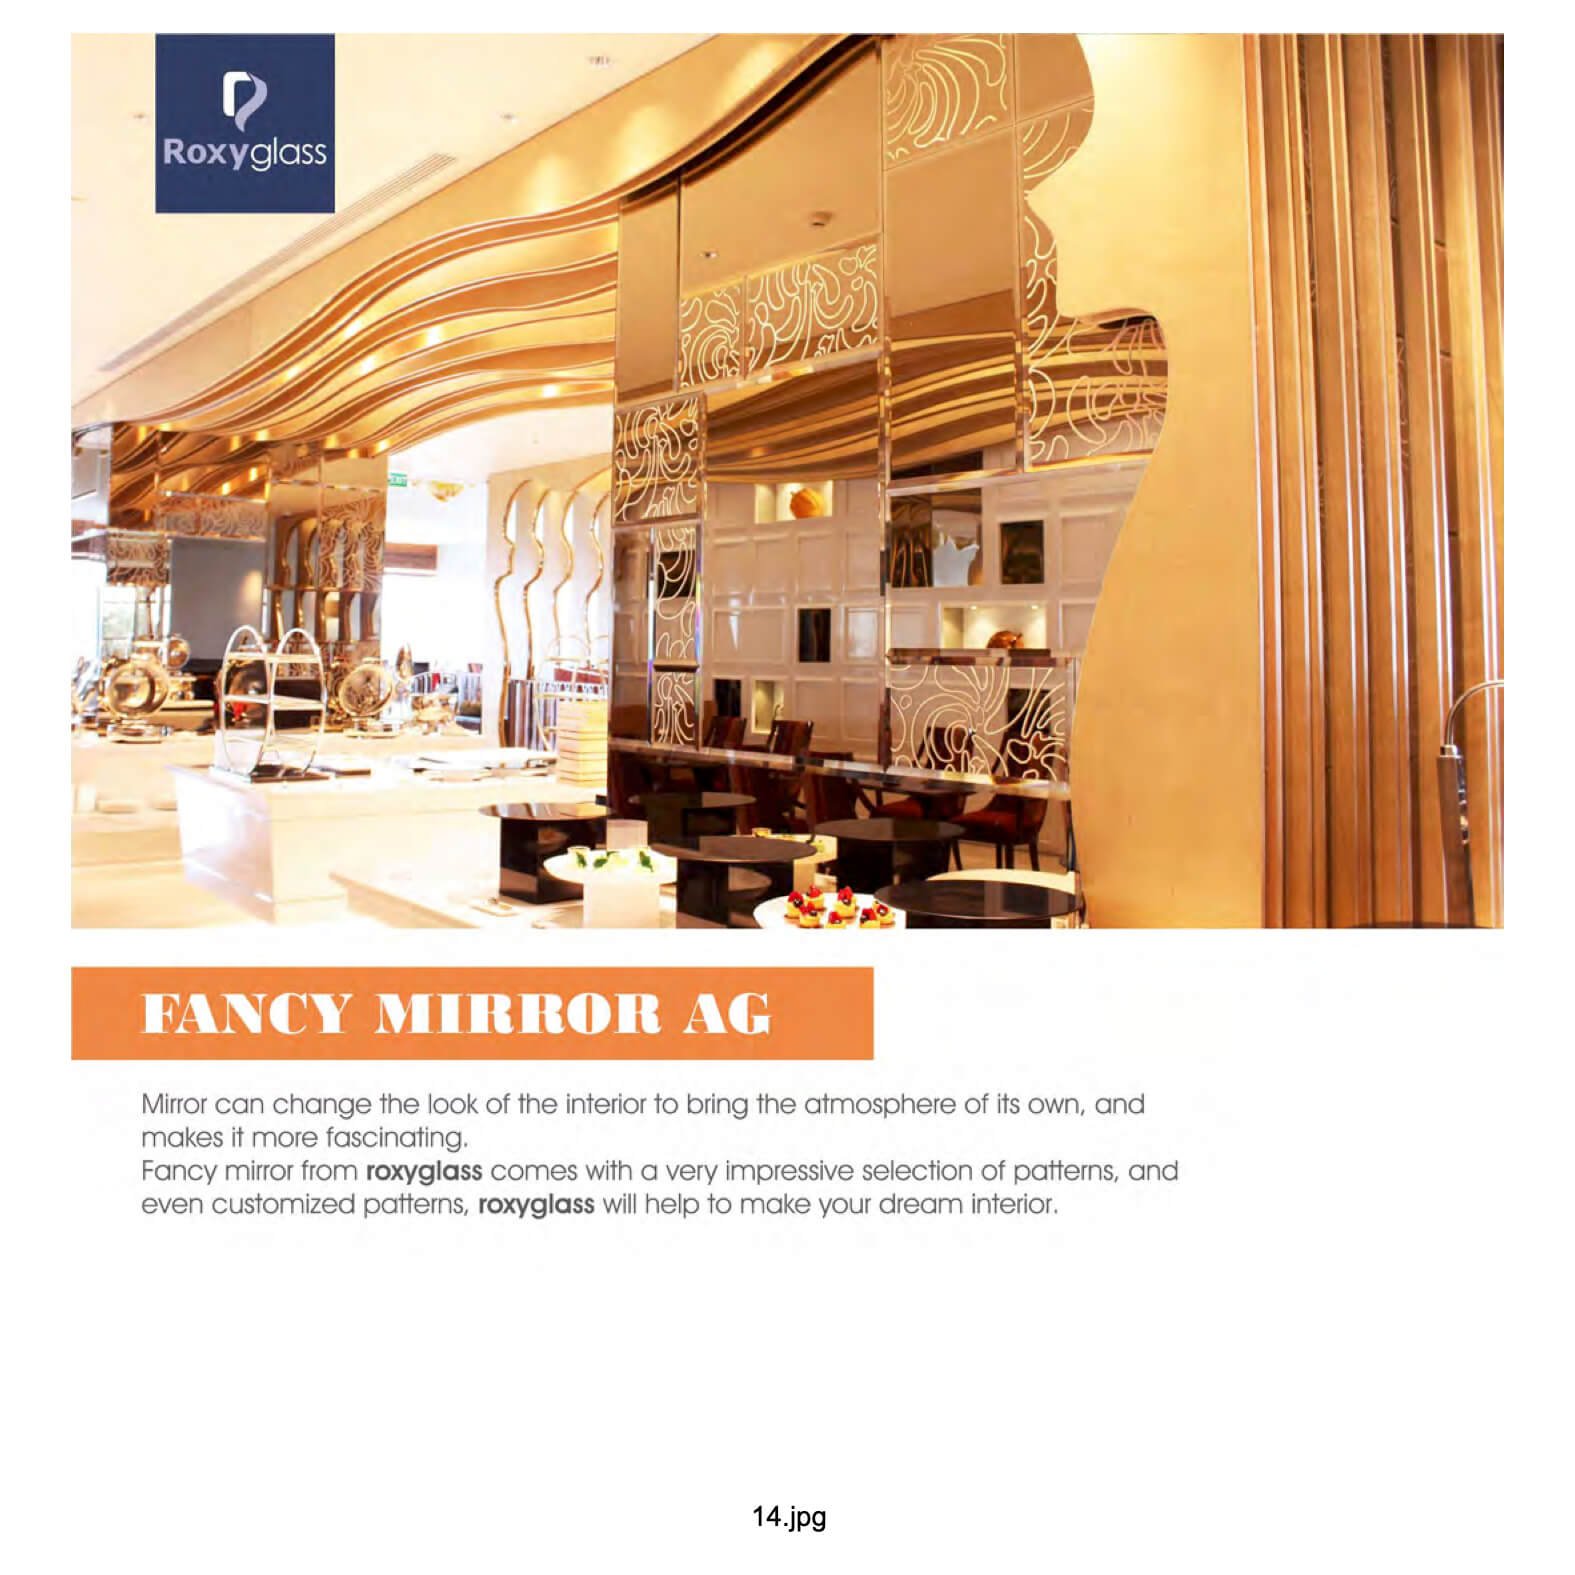 Roxyglass
EXIT
FANCY MIRROR AG
Mirror can change the look of the interior to bring the atmosphere of its own, and
makes it more fascinating.
Fancy mirror from roxyglass comes with a very impressive selection of patterns, and
even customized patterns, roxyglass will help to make your dream interior.
14.jpg